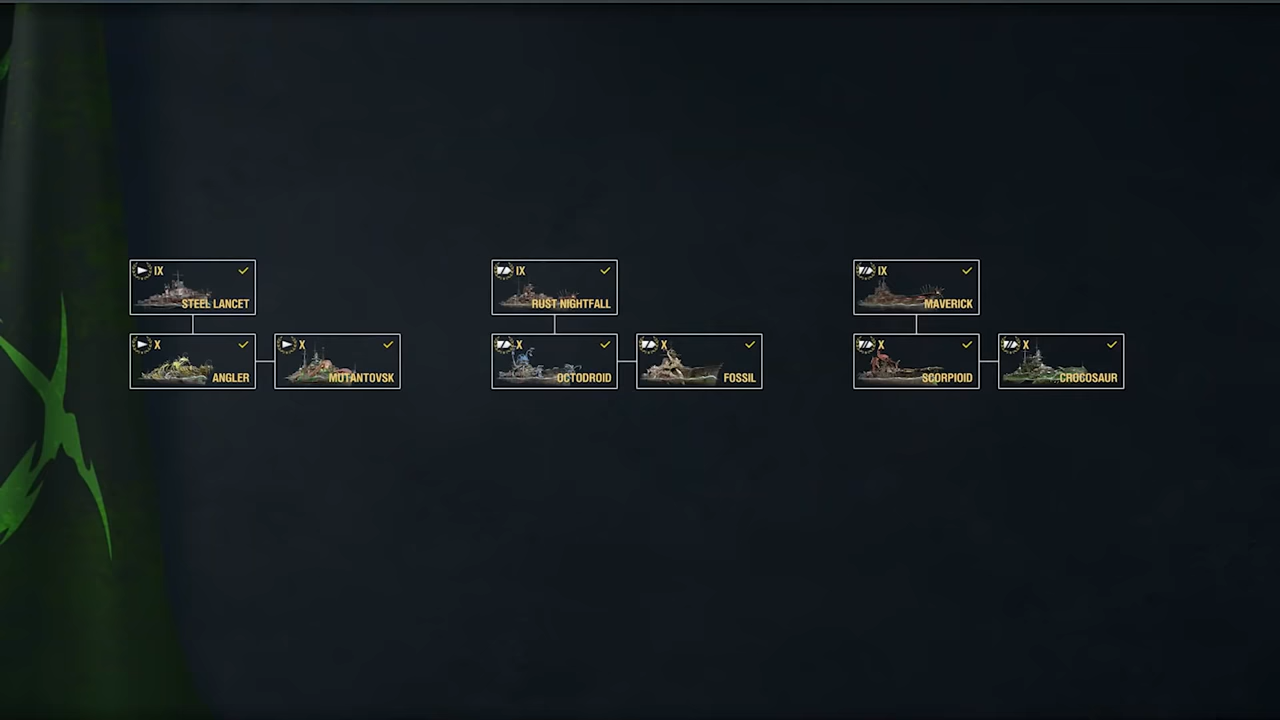 IX
STEEL LANCET
X
ANGLER
X
MUTANTOVSK
IX
RUST NIGHTFALL
X
OCTODROID
X
FOSSIL
IX
MAVERICK
X
SCORPIOID
X
CROCOSAUR